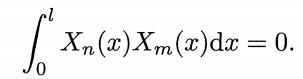 ∫₀ˡ Xₙ(x)Xₘ(x)dx = 0.